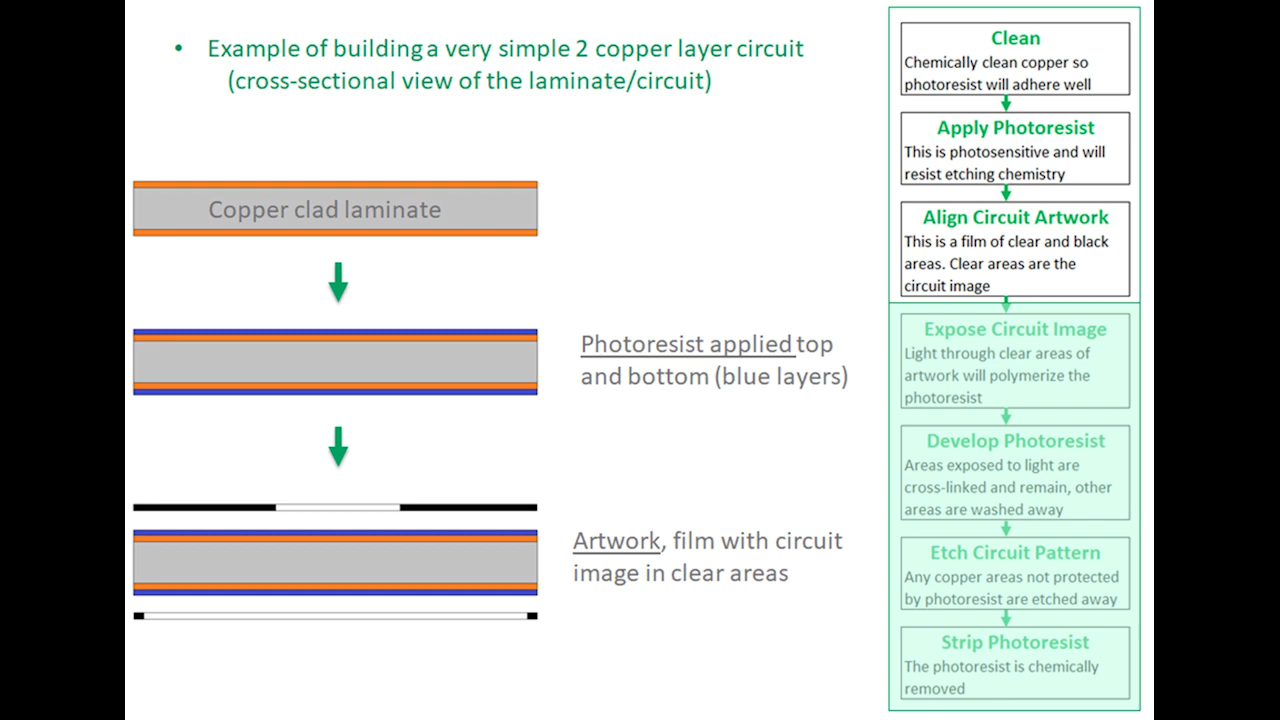 • Example of building a very simple 2 copper layer circuit
(cross-sectional view of the laminate/circuit)
Copper clad laminate
Photoresist applied top
and bottom (blue layers)
Artwork, film with circuit
image in clear areas
Clean
Chemically clean copper so
photoresist will adhere well
Apply Photoresist
This is photosensitive and will
resist etching chemistry
Align Circuit Artwork
This is a film of clear and black
areas. Clear areas are the
circuit image
Expose Circuit Image
Light through clear areas of
artwork will polymerize the
photoresist
Develop Photoresist
Areas exposed to light are
cross-linked and remain, other
areas are washed away
Etch Circuit Pattern
Any copper areas not protected
by photoresist are etched away
Strip Photoresist
The photoresist is chemically
removed